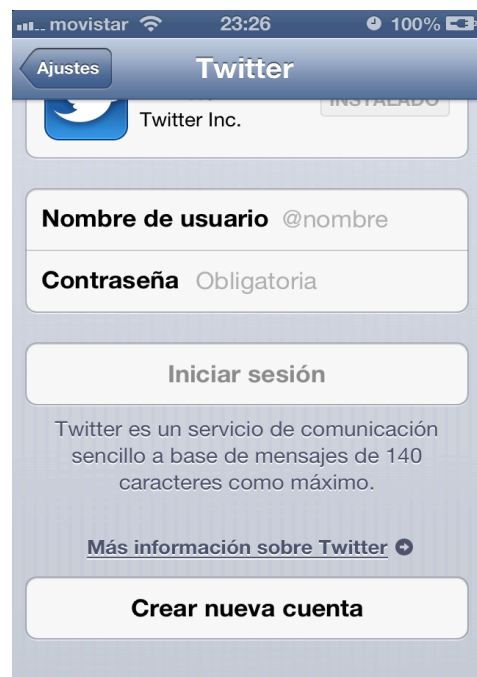 movistar 23:26 100%
Ajustes Twitter
INSTALADO
Twitter Inc.
Nombre de usuario @nombre
Contraseña Obligatoria
Iniciar sesión
Twitter es un servicio de comunicación
sencillo a base de mensajes de 140
caracteres como máximo.
Más información sobre Twitter
Crear nueva cuenta